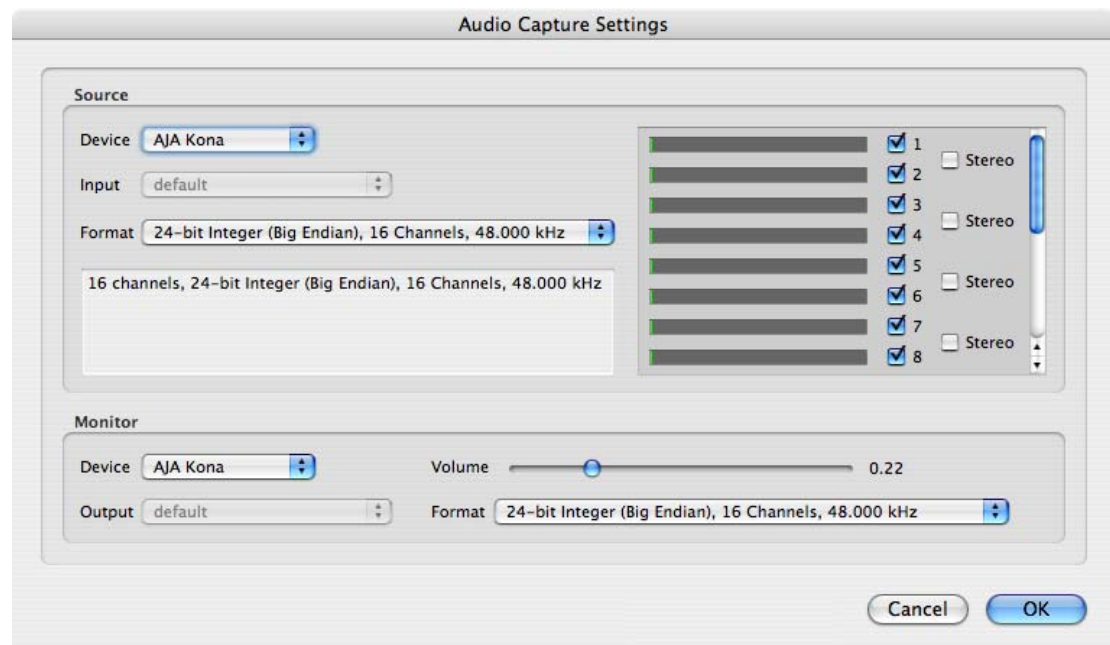 Audio Capture Settings
Source
Device AJA Kona
Input default
Format 24-bit Integer (Big Endian), 16 Channels, 48.000 kHz
16 channels, 24-bit Integer (Big Endian), 16 Channels, 48.000 kHz
1
2
Stereo
3
4
Stereo
5
6
Stereo
7
8
Stereo
Monitor
Device AJA Kona
Volume 0.22
Output default
Format 24-bit Integer (Big Endian), 16 Channels, 48.000 kHz
Cancel OK